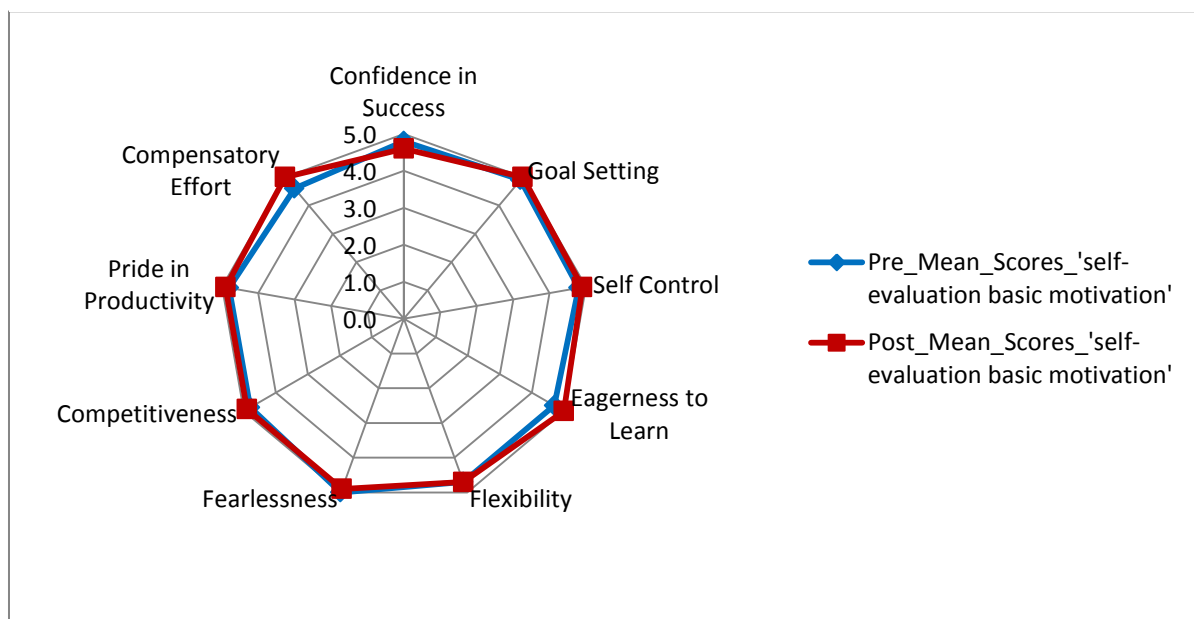 Confidence in
Success
5.0
4.0
3.0
2.0
1.0
0.0
Goal Setting
Self Control
Eagerness to
Learn
Flexibility
Fearlessness
Competitiveness
Pride in
Productivity
Compensatory
Effort
Pre_Mean_Scores_'self-
evaluation basic motivation'
Post_Mean_Scores_'self-
evaluation basic motivation'